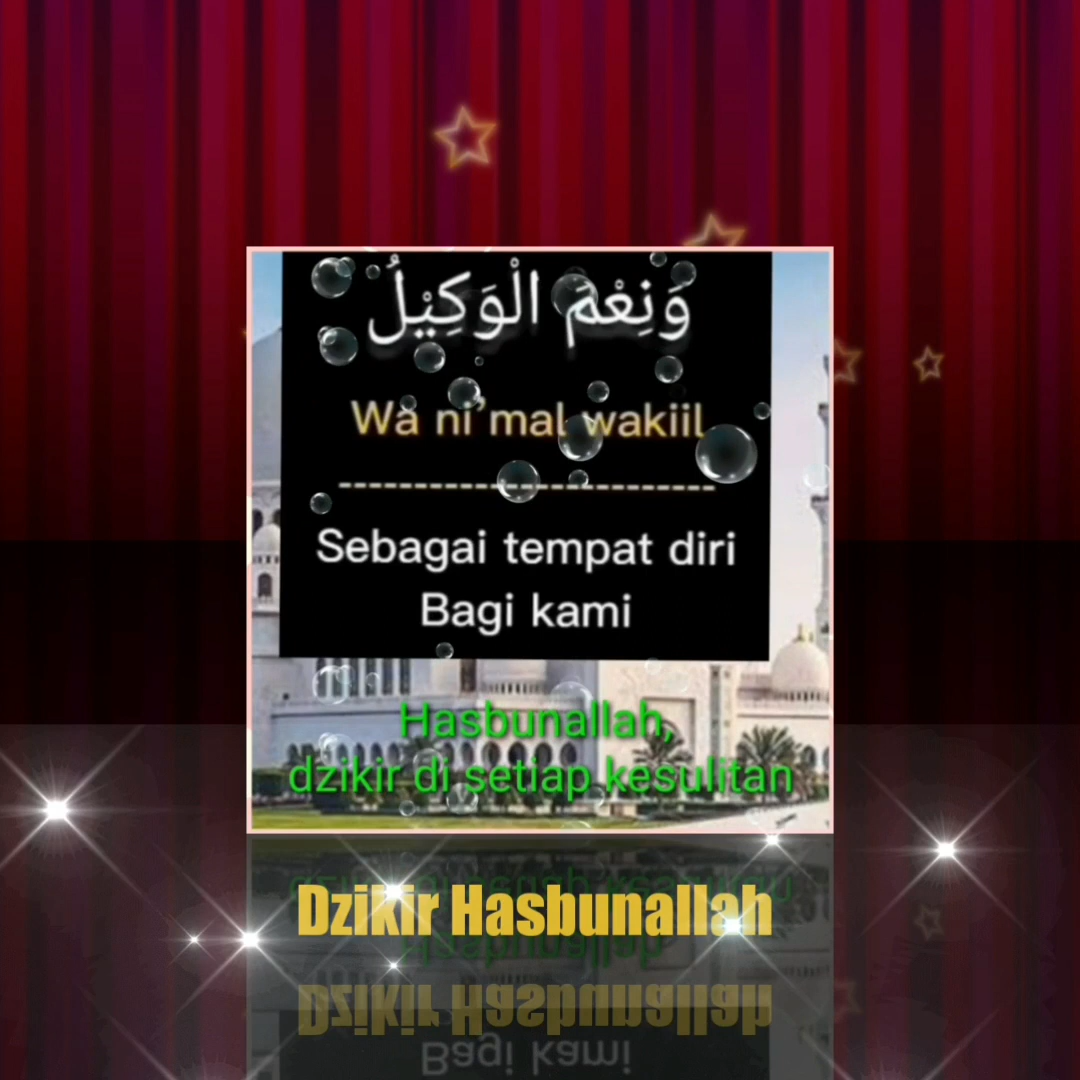 وَنِعْمَ الْوَكِيْلُ
Wa ni'mal wakiil
-------------------------
Sebagai tempat diri
Bagi kami
Hasbunallah,
dzikir di setiap kesulitan
Dzikir Hasbunallah